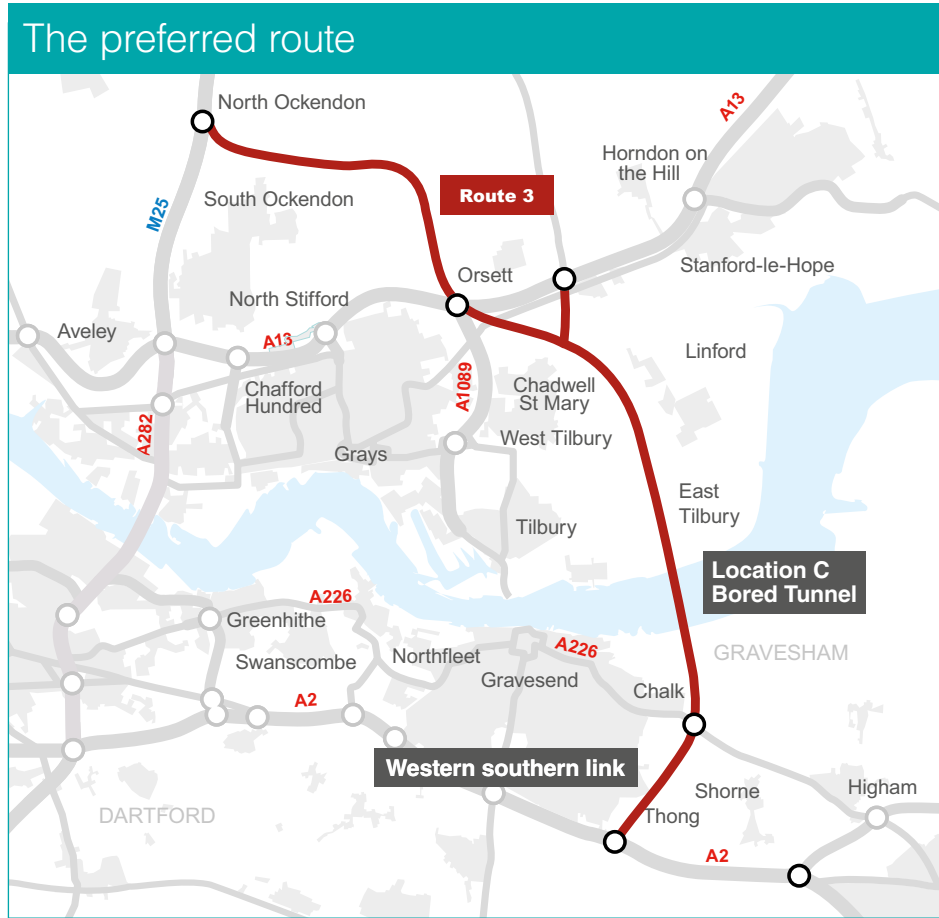 The preferred route
North Ockendon
A13
Horndon on
the Hill
M25
South Ockendon
Route 3
Orsett
Stanford-le-Hope
North Stifford
Aveley
A13
Linford
A1089
Chadwell
St Mary
Chafford
Hundred
A282
West Tilbury
Grays
East
Tilbury
Tilbury
Location C
Bored Tunnel
A226
Greenhithe
A226
GRAVESHAM
Northfleet
Swanscombe
Gravesend
Chalk
A2
Western southern link
Shorne
Higham
Thong
DARTFORD
A2